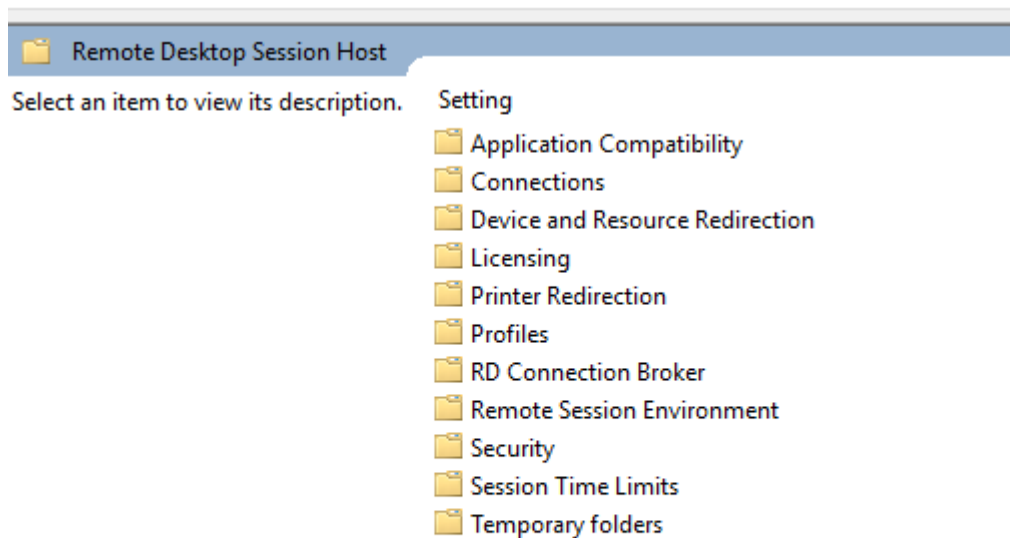 Remote Desktop Session Host
Select an item to view its description.
Setting
Application Compatibility
Connections
Device and Resource Redirection
Licensing
Printer Redirection
Profiles
RD Connection Broker
Remote Session Environment
Security
Session Time Limits
Temporary folders